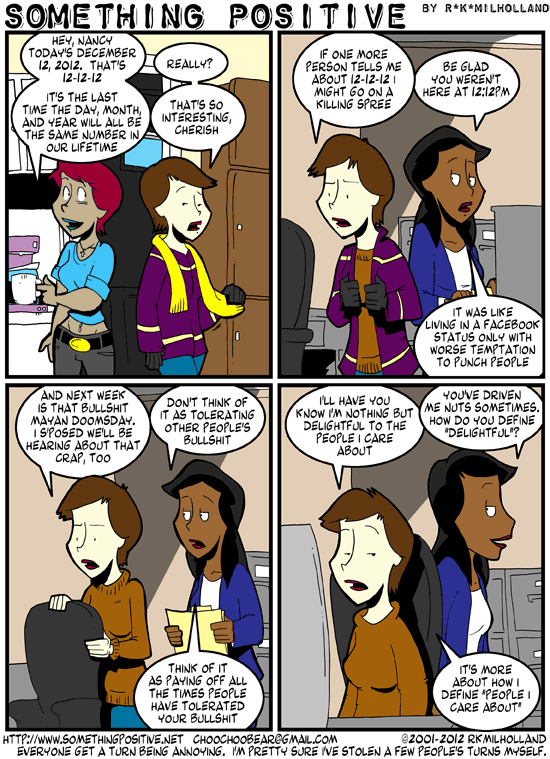 SOMETHING POSITIVE BY R*K*MILHOLLAND
HEY, NANCY
TODAY'S DECEMBER
12, 2012. THAT'S
12-12-12
IT'S THE LAST
TIME THE DAY, MONTH,
AND YEAR WILL ALL BE
THE SAME NUMBER IN
OUR LIFETIME
REALLY?
THAT'S SO
INTERESTING,
CHERISH
IF ONE MORE
PERSON TELLS ME
ABOUT 12-12-12 I
MIGHT GO ON A
KILLING SPREE
BE GLAD
YOU WEREN'T
HERE AT 12:12PM
IT WAS LIKE
LIVING IN A FACEBOOK
STATUS ONLY WITH
WORSE TEMPTATION
TO PUNCH PEOPLE
AND NEXT WEEK
IS THAT BULLSHIT
MAYAN DOOMSDAY.
I S'POSED WE'LL BE
HEARING ABOUT THAT
CRAP, TOO
DON'T THINK OF
IT AS TOLERATING
OTHER PEOPLE'S
BULLSHIT
THINK OF IT
AS PAYING OFF ALL
THE TIMES PEOPLE
HAVE TOLERATED
YOUR BULLSHIT
I'LL HAVE YOU
KNOW I'M NOTHING BUT
DELIGHTFUL TO THE
PEOPLE I CARE
ABOUT
YOU'VE DRIVEN
ME NUTS SOMETIMES.
HOW DO YOU DEFINE
"DELIGHTFUL"?
IT'S MORE
ABOUT HOW I
DEFINE "PEOPLE I
CARE ABOUT"
HTTP://WWW.SOMETHINGPOSITIVE.NET CHOOCHOOBEAR@GMAIL.COM ©2001-2012 RKMILHOLLAND
EVERYONE GET A TURN BEING ANNOYING. I'M PRETTY SURE I'VE STOLEN A FEW PEOPLE'S TURNS MYSELF.